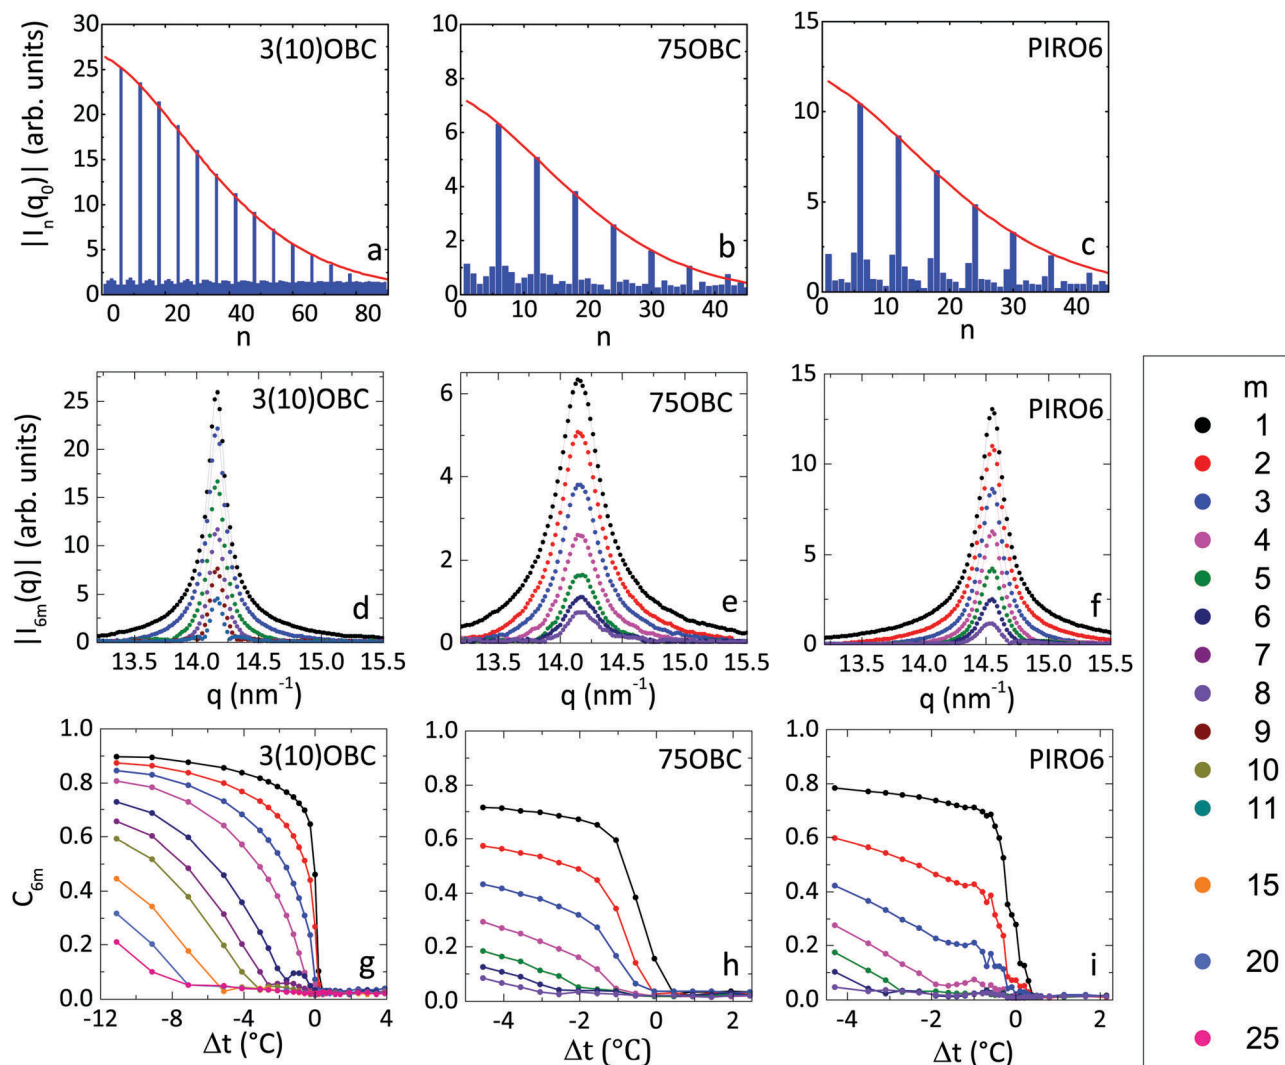 3(10)OBC
75OBC
PIRO6
|I_n(q_0)| (arb. units)
30
25
20
15
10
5
0
10
8
6
4
2
0
15
10
5
0
a
b
c
0 20 40 60 80
0 10 20 30 40
0 10 20 30 40
n
n
n
3(10)OBC
75OBC
PIRO6
|I_6m(q)| (arb. units)
25
20
15
10
5
0
6
4
2
0
15
10
5
0
d
e
f
13.5 14.0 14.5 15.0 15.5
13.5 14.0 14.5 15.0 15.5
13.5 14.0 14.5 15.0 15.5
q (nm⁻¹)
q (nm⁻¹)
q (nm⁻¹)
3(10)OBC
75OBC
PIRO6
C_6m
1.0
0.8
0.6
0.4
0.2
0.0
1.0
0.8
0.6
0.4
0.2
0.0
1.0
0.8
0.6
0.4
0.2
0.0
g
h
i
-12 -8 -4 0 4
-4 -2 0 2
-4 -2 0 2
Δt (°C)
Δt (°C)
Δt (°C)
m
1
2
3
4
5
6
7
8
9
10
11
15
20
25